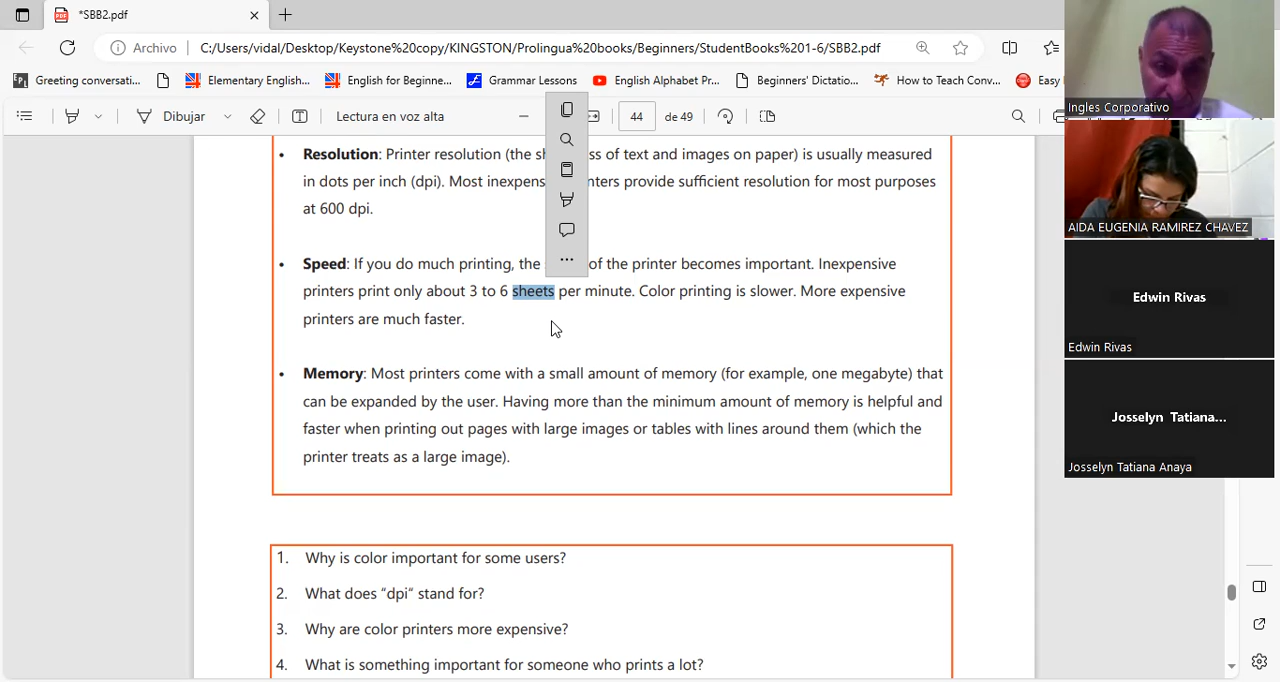 *SBB2.pdf
Archivo
C:/Users/vidal/Desktop/Keystone%20copy/KINGSTON/Prolingua%20books/Beginners/StudentBooks%201-6/SBB2.pdf
Greeting conversati...
Elementary English...
English for Beginne...
Grammar Lessons
English Alphabet Pr...
Beginners' Dictatio...
How to Teach Conv...
Easy
Dibujar
Lectura en voz alta
44
de 49
• Resolution: Printer resolution (the of text and images on paper) is usually measured
in dots per inch (dpi). Most provide sufficient resolution for most purposes
at 600 dpi.
• Speed: If you do much printing, the of the printer becomes important. Inexpensive
printers print only about 3 to 6 sheets per minute. Color printing is slower. More expensive
printers are much faster.
• Memory: Most printers come with a small amount of memory (for example, one megabyte) that
can be expanded by the user. Having more than the minimum amount of memory is helpful and
faster when printing out pages with large images or tables with lines around them (which the
printer treats as a large image).
1. Why is color important for some users?
2. What does "dpi" stand for?
3. Why are color printers more expensive?
4. What is something important for someone who prints a lot?
Ingles Corporativo
AIDA EUGENIA RAMIREZ CHAVEZ
Edwin Rivas
Edwin Rivas
Josselyn Tatiana...
Josselyn Tatiana Anaya